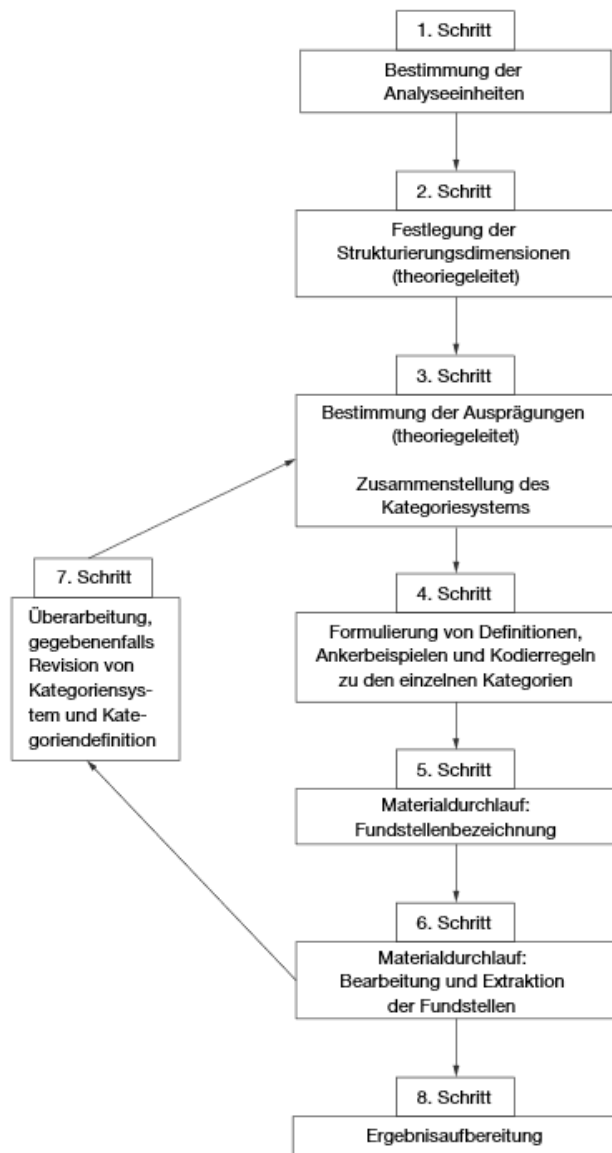 1. Schritt
Bestimmung der
Analyseeinheiten
2. Schritt
Festlegung der
Strukturierungsdimensionen
(theoriegeleitet)
3. Schritt
Bestimmung der Ausprägungen
(theoriegeleitet)
Zusammenstellung des
Kategoriesystems
4. Schritt
Formulierung von Definitionen,
Ankerbeispielen und Kodierregeln
zu den einzelnen Kategorien
5. Schritt
Materialdurchlauf:
Fundstellenbezeichnung
6. Schritt
Materialdurchlauf:
Bearbeitung und Extraktion
der Fundstellen
7. Schritt
Überarbeitung,
gegebenenfalls
Revision von
Kategoriensys-
tem und Kate-
goriendefinition
8. Schritt
Ergebnisaufbereitung